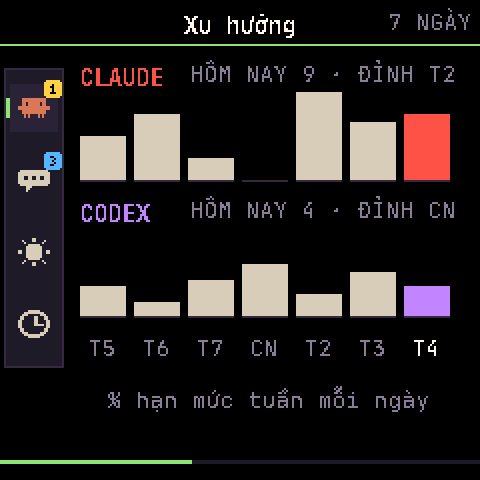 Xu hướng 7 NGÀY
1
CLAUDE HÔM NAY 9 · ĐỈNH T2
3
CODEX HÔM NAY 4 · ĐỈNH CN
T5 T6 T7 CN T2 T3 T4
% hạn mức tuần mỗi ngày